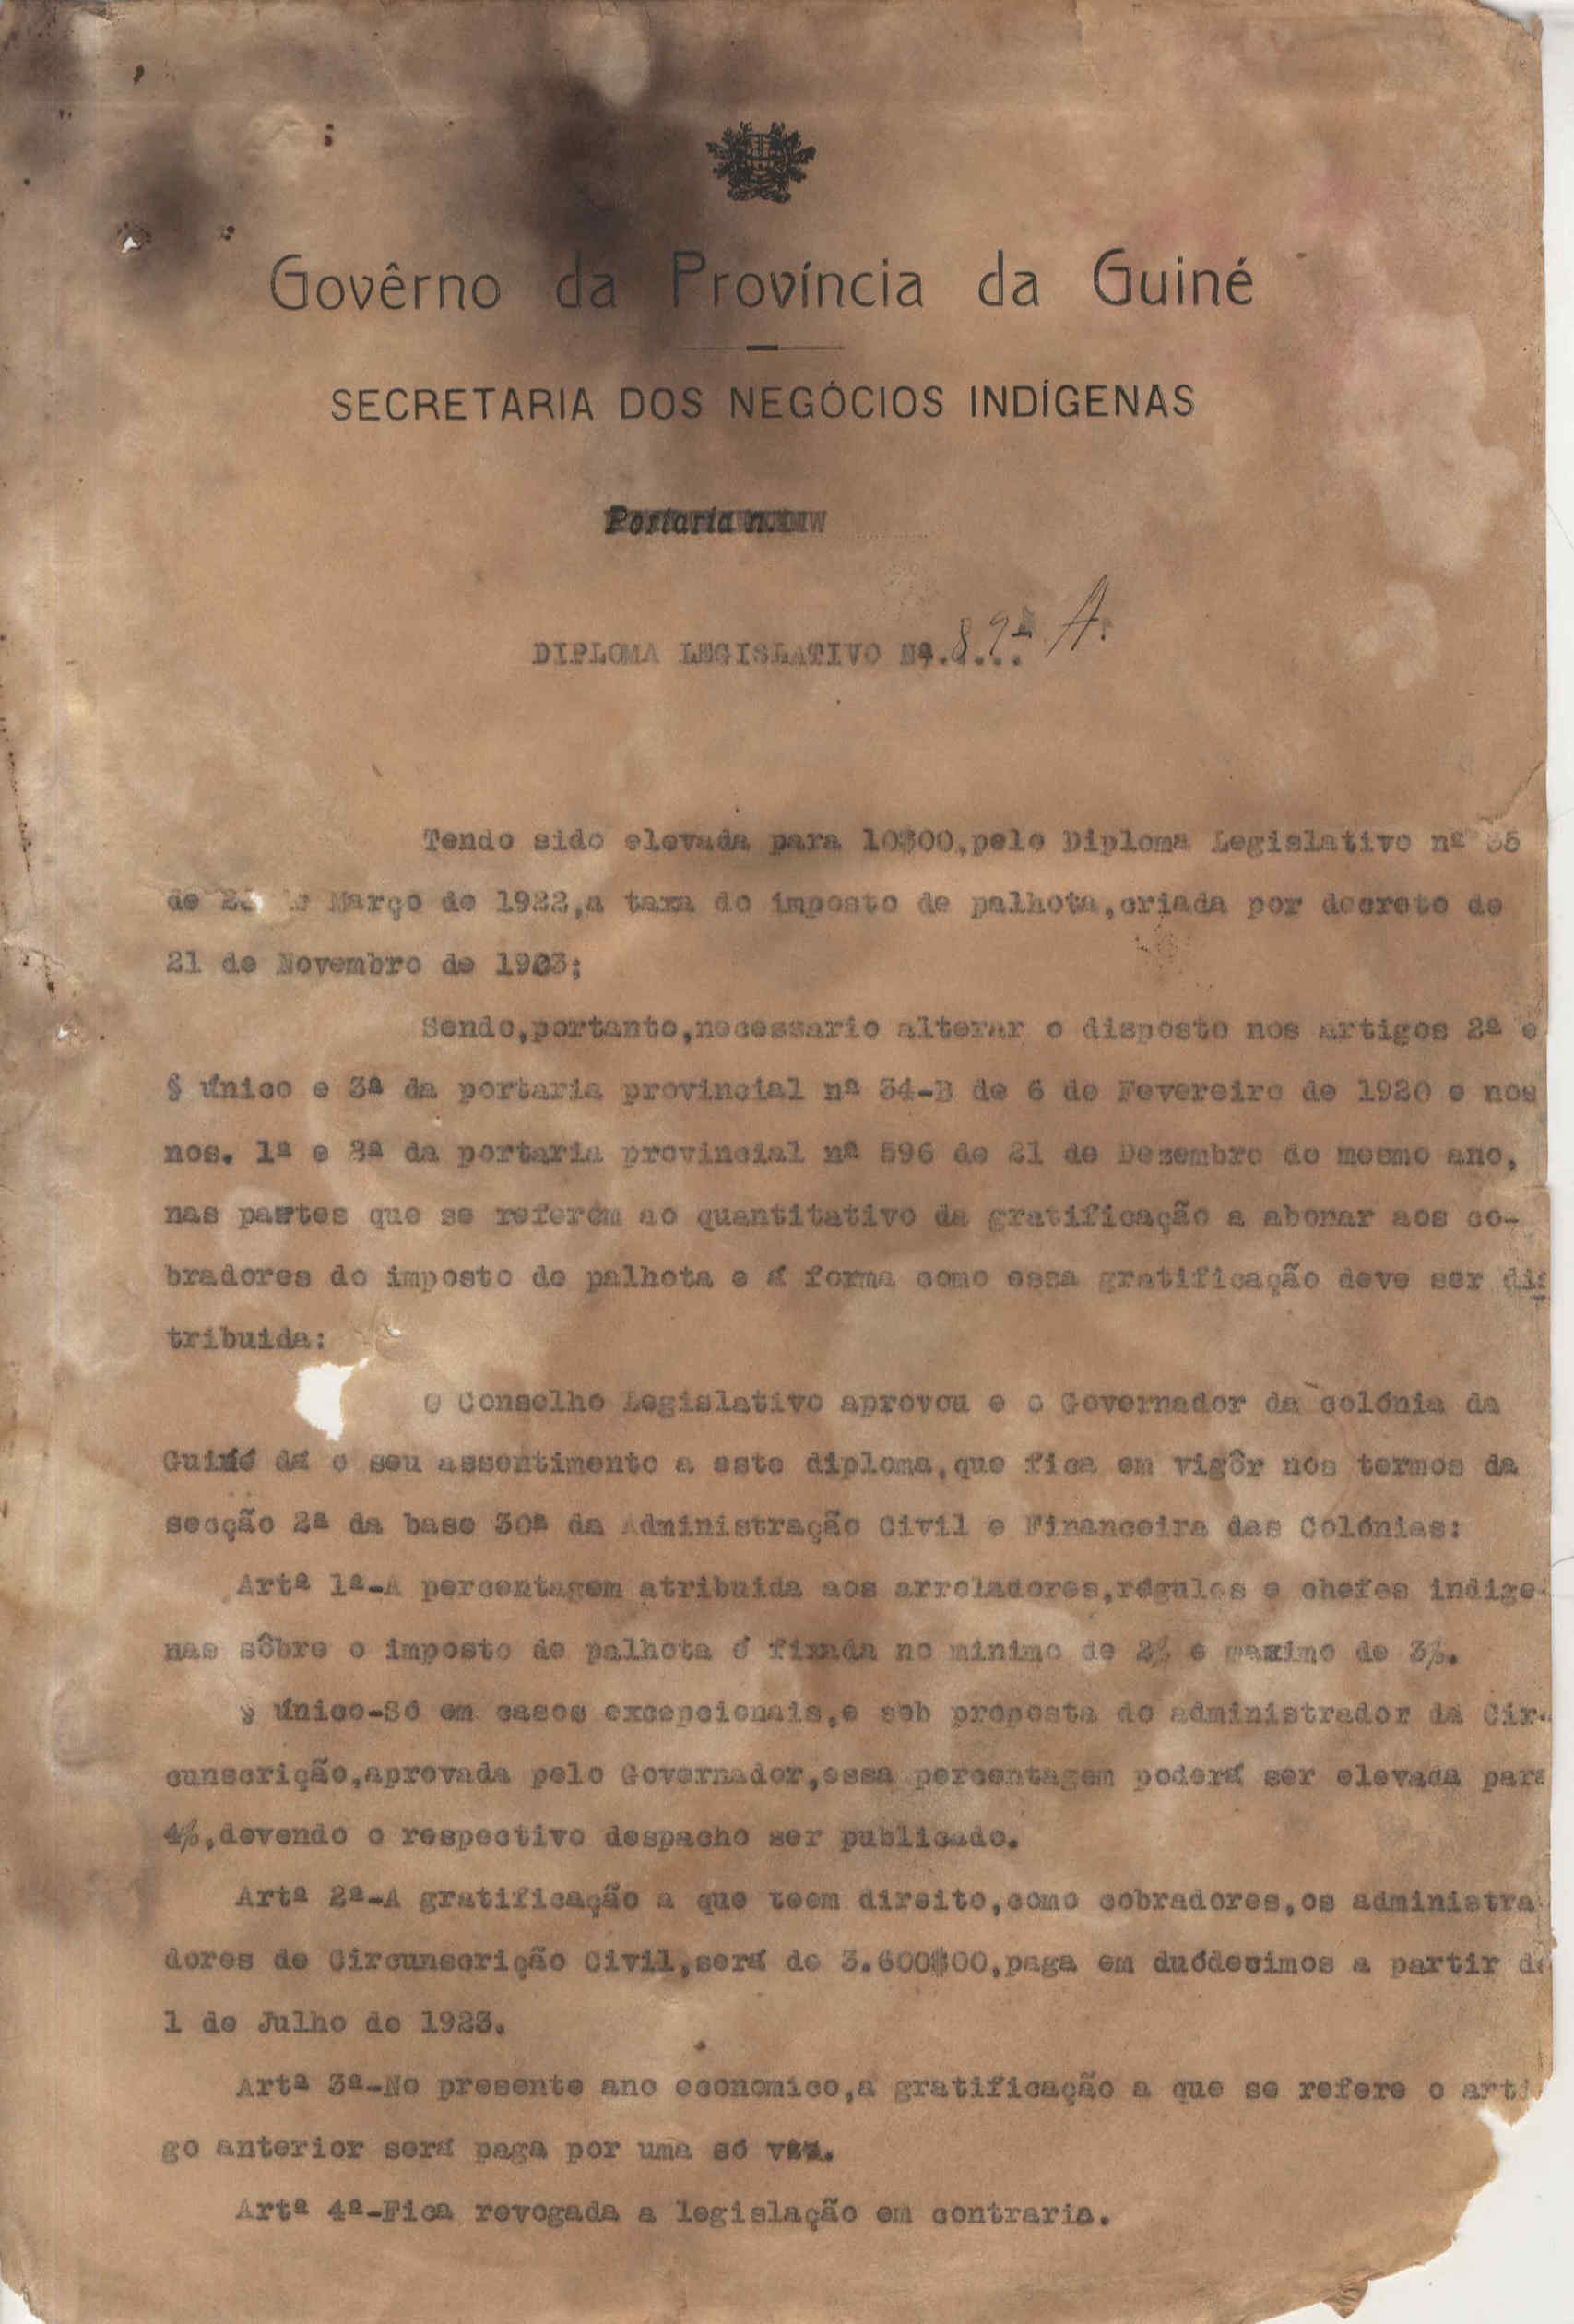 Govêrno da Província da Guiné
SECRETARIA DOS NEGÓCIOS INDÍGENAS
Portaria n.
DIPLOMA LEGISLATIVO Nº. 89-A.
Tendo sido elevada para 10$00,pelo Diploma Legislativo nº 35
de Março de 1922,a taxa do imposto de palhota,criada por decreto de
21 de Novembro de 1903;
Sendo,portanto,necessario alterar o disposto nos artigos 2º e
§ único e 3º da portaria provincial nº 34-B de 6 de Fevereiro de 1920 e nos
nos. 1º e 3º da portaria provincial nº 596 de 21 de Dezembro do mesmo ano,
nas partes que se referém ao quantitativo da gratificação a abonar aos co-
bradores do imposto de palhota e á forma como essa gratificação deve ser dis
tribuida:
O Conselho Legislativo aprovou e o Governador da colónia da
Guiné dá o seu assentimento a este diploma,que fica em vigôr nos termos da
secção 2ª da base 30ª da Administração Civil e Financeira das Colónias:
Artº 1º-A percentagem atribuida aos arroladores,régulos e chefes indige-
nas sôbre o imposto de palhota é fixada no minimo de 2% e maximo de 3%.
§ único-Só em casos excepcionais,e sob proposta do administrador da Cir-
cunscrição,aprovada pelo Governador,essa percentagem poderá ser elevada para
4%,devendo o respectivo despacho ser publicado.
Artº 2º-A gratificação a que teem direito,como cobradores,os administra-
dores de Circunscrição Civil,será de 3.600$00,paga em duódecimos a partir de
1 de Julho de 1923.
Artº 3º-No presente ano economico,a gratificação a que se refere o arti-
go anterior será paga por uma só vez.
Artº 4º-Fica revogada a legislação em contrario.